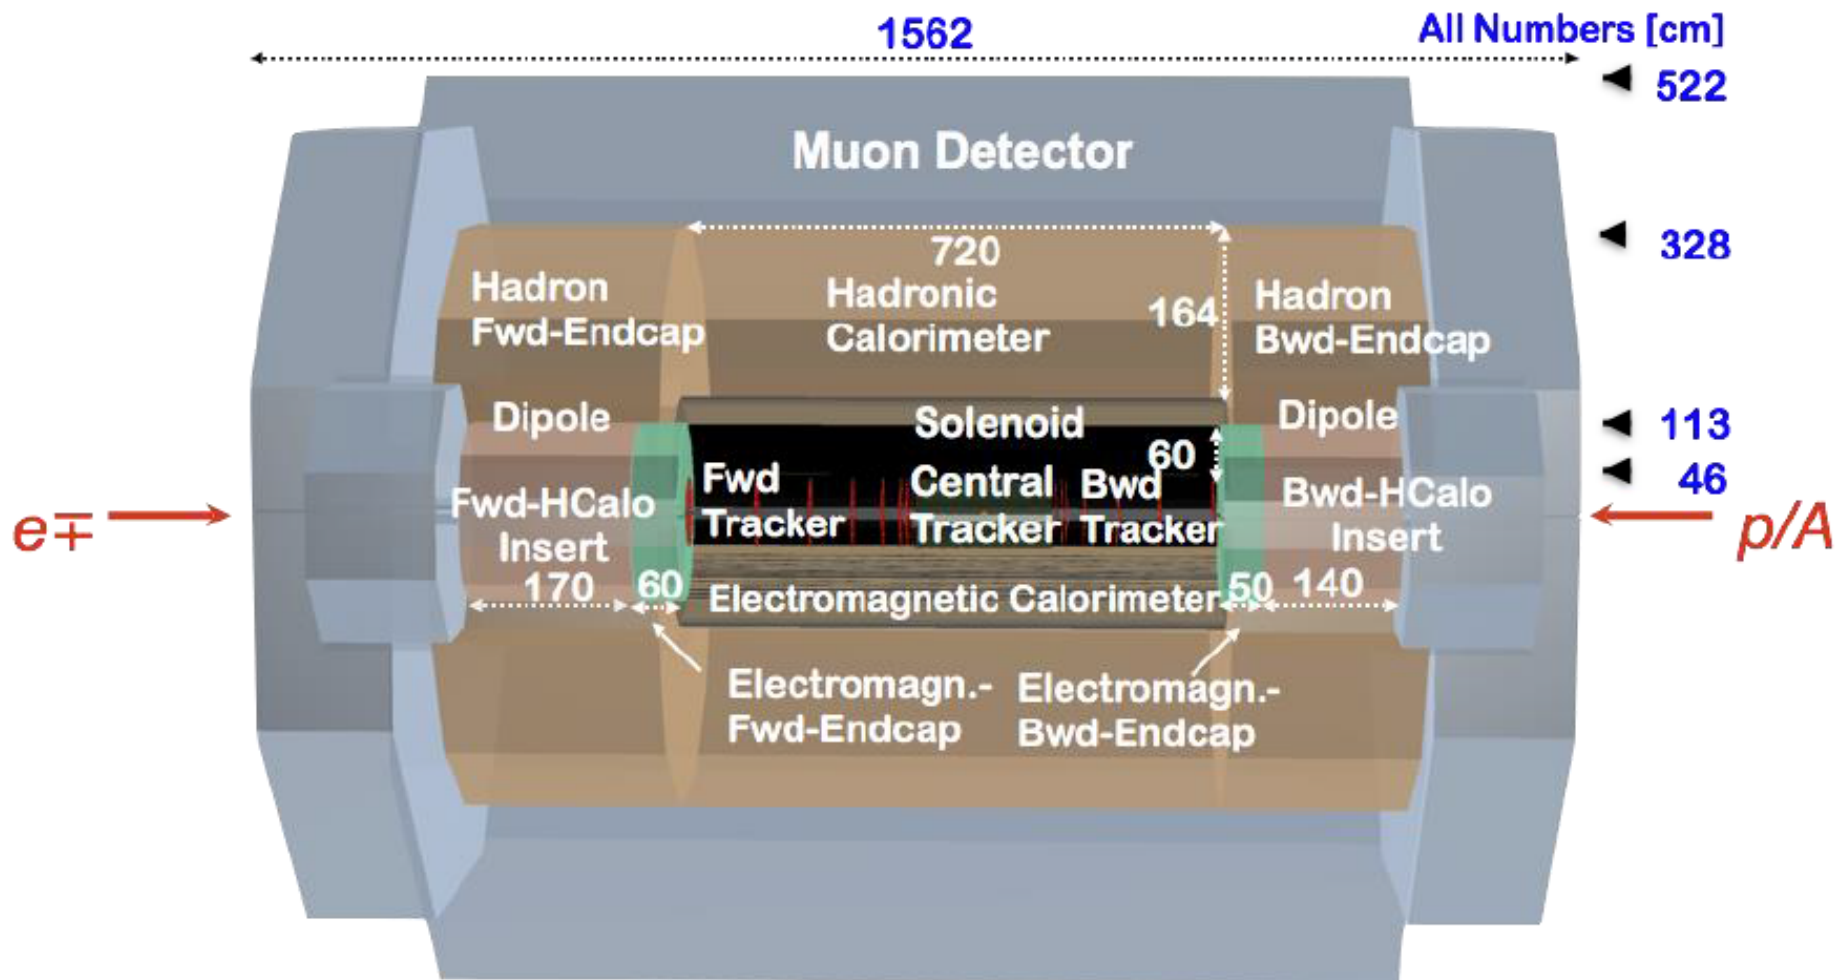 1562
All Numbers [cm]
522
Muon Detector
328
720
Hadron
Fwd-Endcap
Hadronic
Calorimeter
164
Hadron
Bwd-Endcap
Dipole
Solenoid
Dipole
113
60
46
Fwd
Tracker
Central
Tracker
Bwd
Tracker
Fwd-HCalo
Insert
Bwd-HCalo
Insert
e∓
p/A
170
60
Electromagnetic Calorimeter
50
140
Electromagn.-
Fwd-Endcap
Electromagn.-
Bwd-Endcap